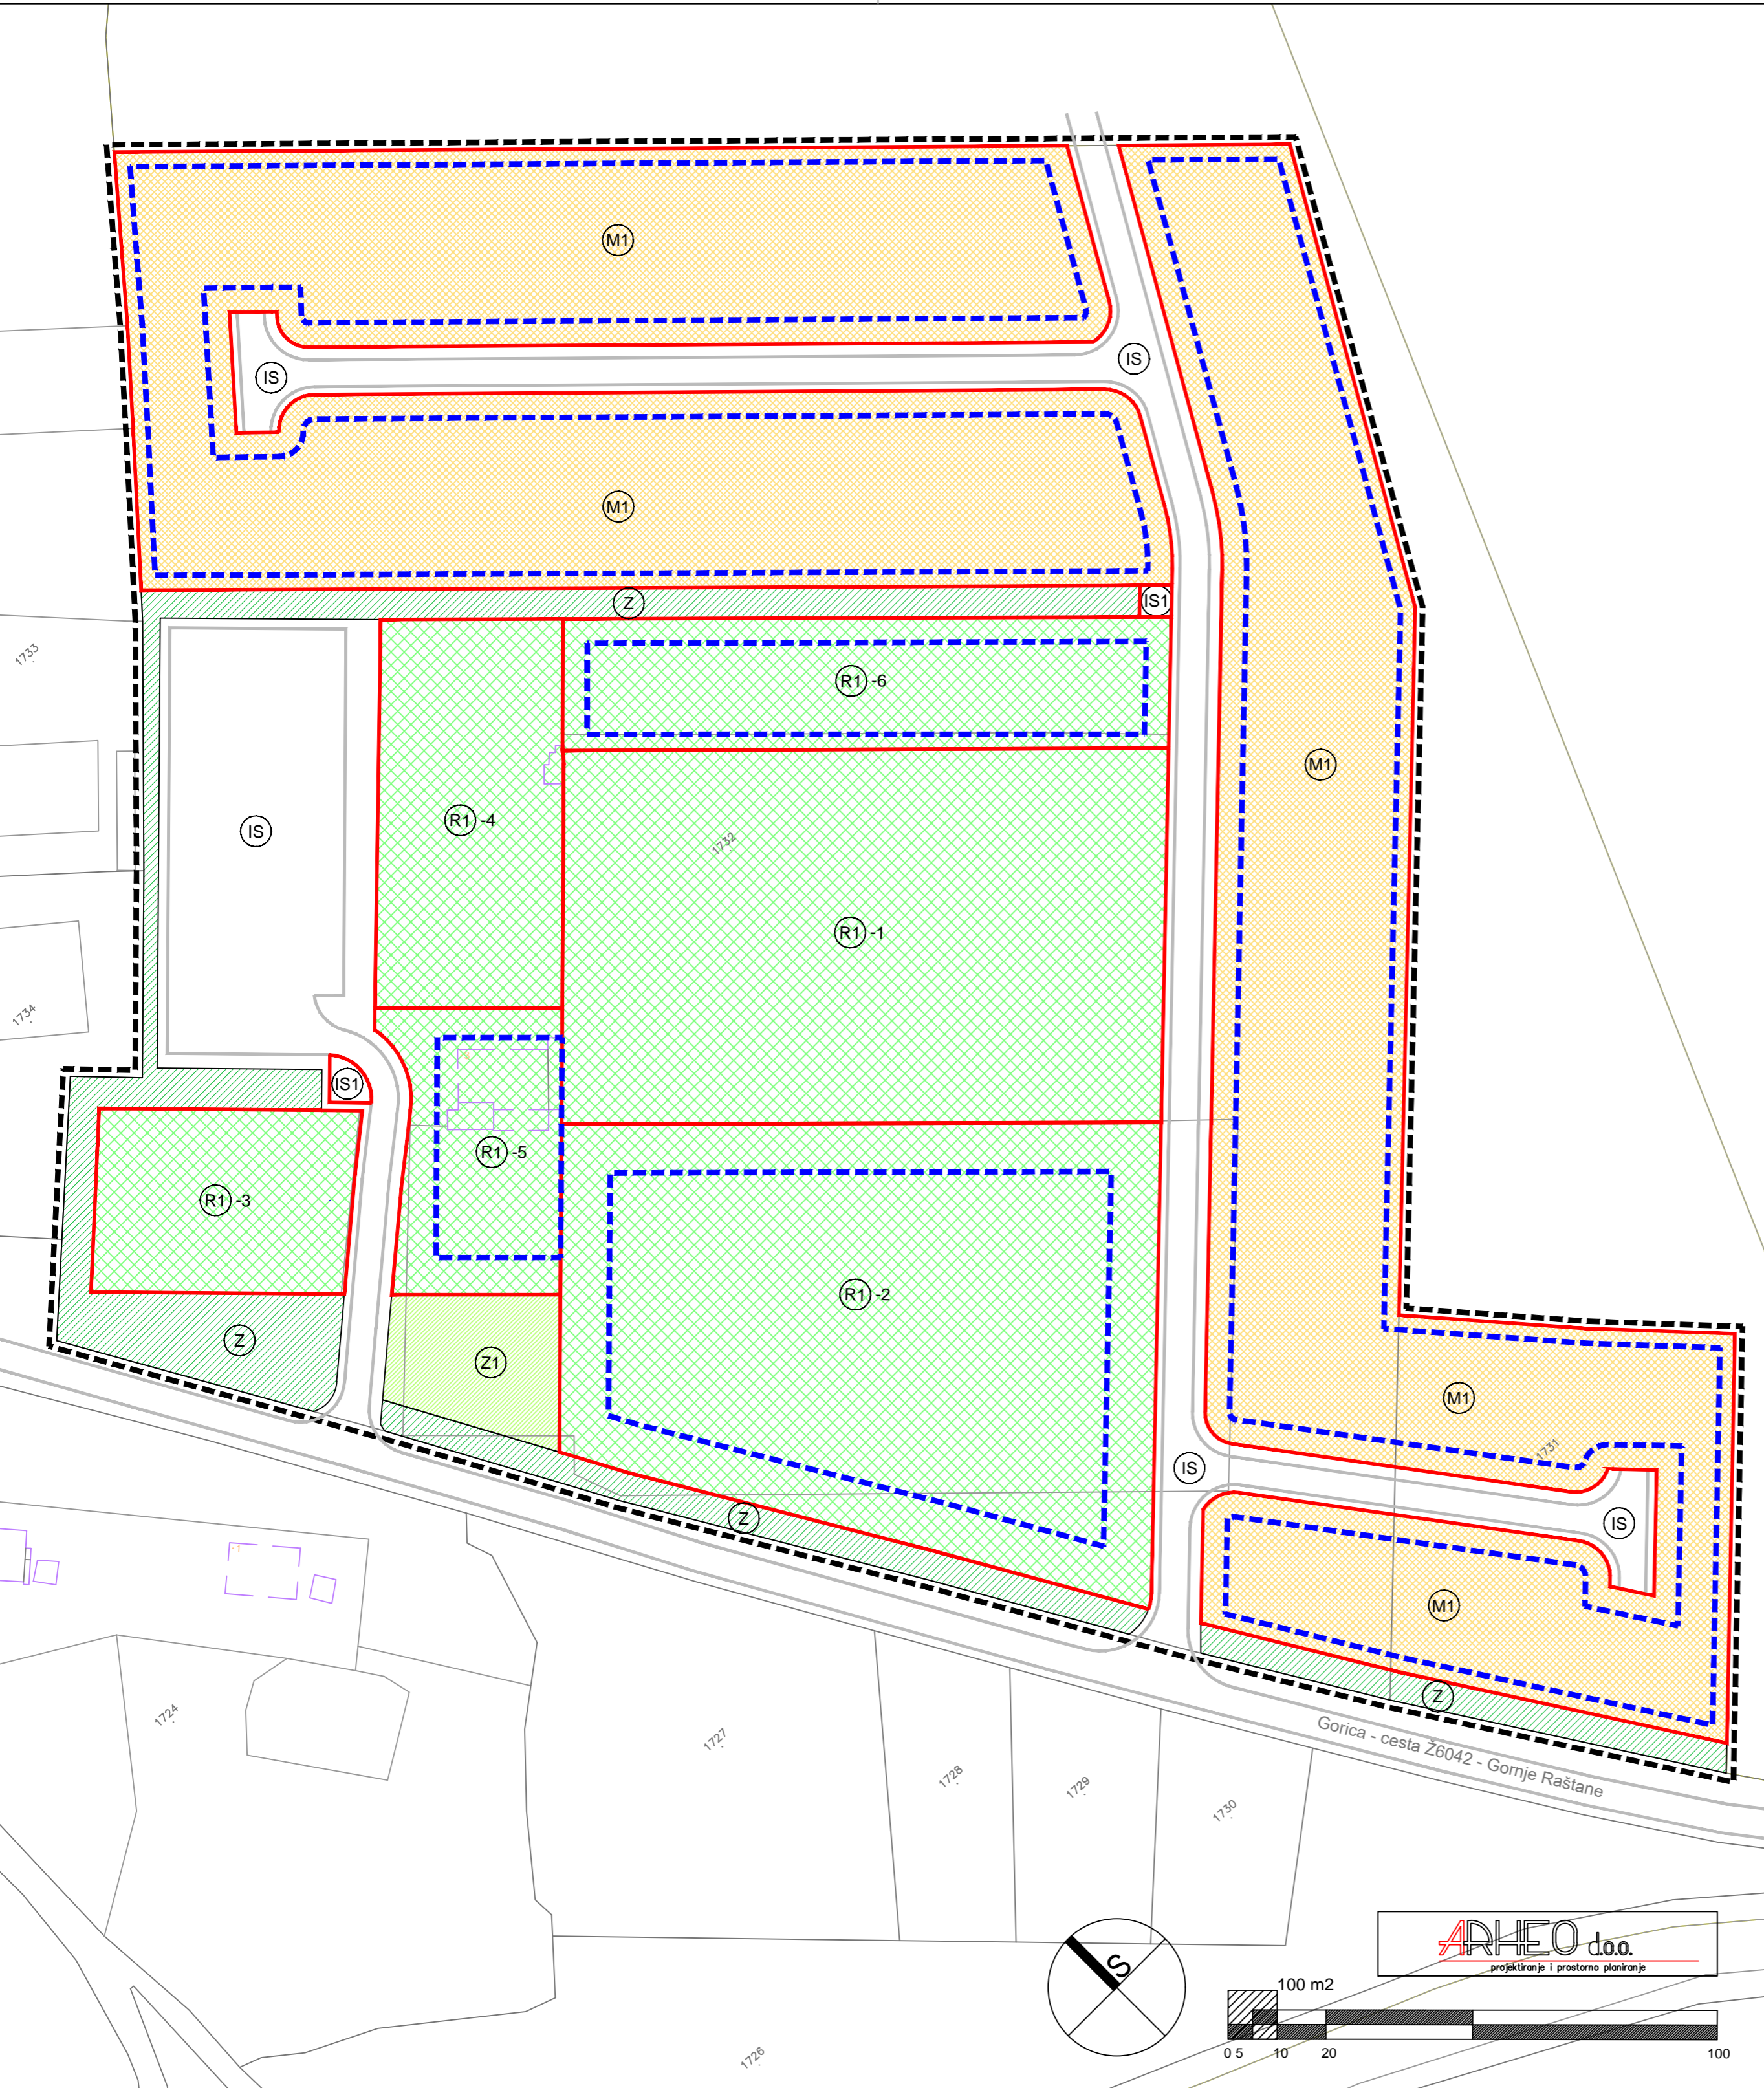 M1
IS
IS
M1
Z
IS1
1733
R1 -6
M1
R1 -4
IS
1732
R1 -1
1734
IS1
R1 -5
R1 -3
R1 -2
Z
Z1
M1
1731
IS
Z
IS
M1
Z
1724
1727
Gorica - cesta Ž6042 - Gornje Raštane
1728
1729
1730
ARHEO d.o.o.
projektiranje i prostorno planiranje
S
100 m2
0 5 10 20 100
1726